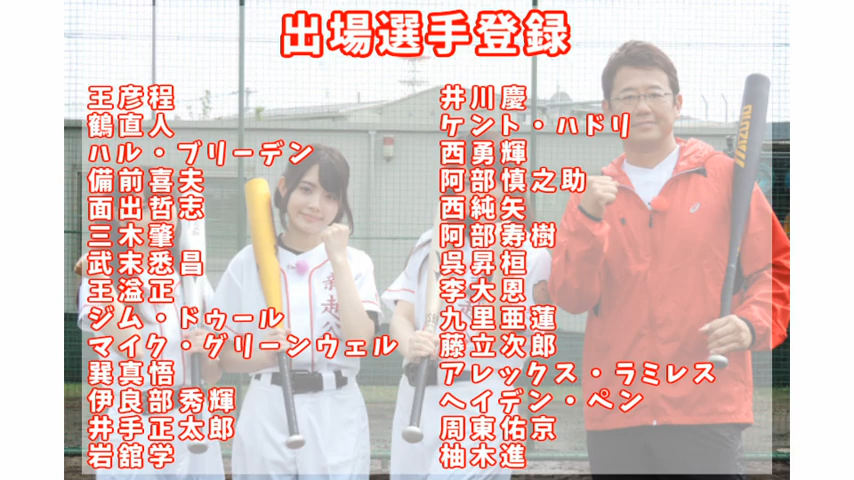 出場選手登録
王彦程
鶴直人
ハル・ブリーデン
備前喜夫
面出哲志
三木肇
武末悉昌
王溢正
ジム・ドゥール
マイク・グリーンウェル
巽真悟
伊良部秀輝
井手正太郎
岩舘学
井川慶
ケント・ハドリ
西勇輝
阿部慎之助
西純矢
阿部寿樹
呉昇桓
李大恩
九里亜蓮
藤立次郎
アレックス・ラミレス
ヘイデン・ペン
周東佑京
柚木進
MIZUNO
asics